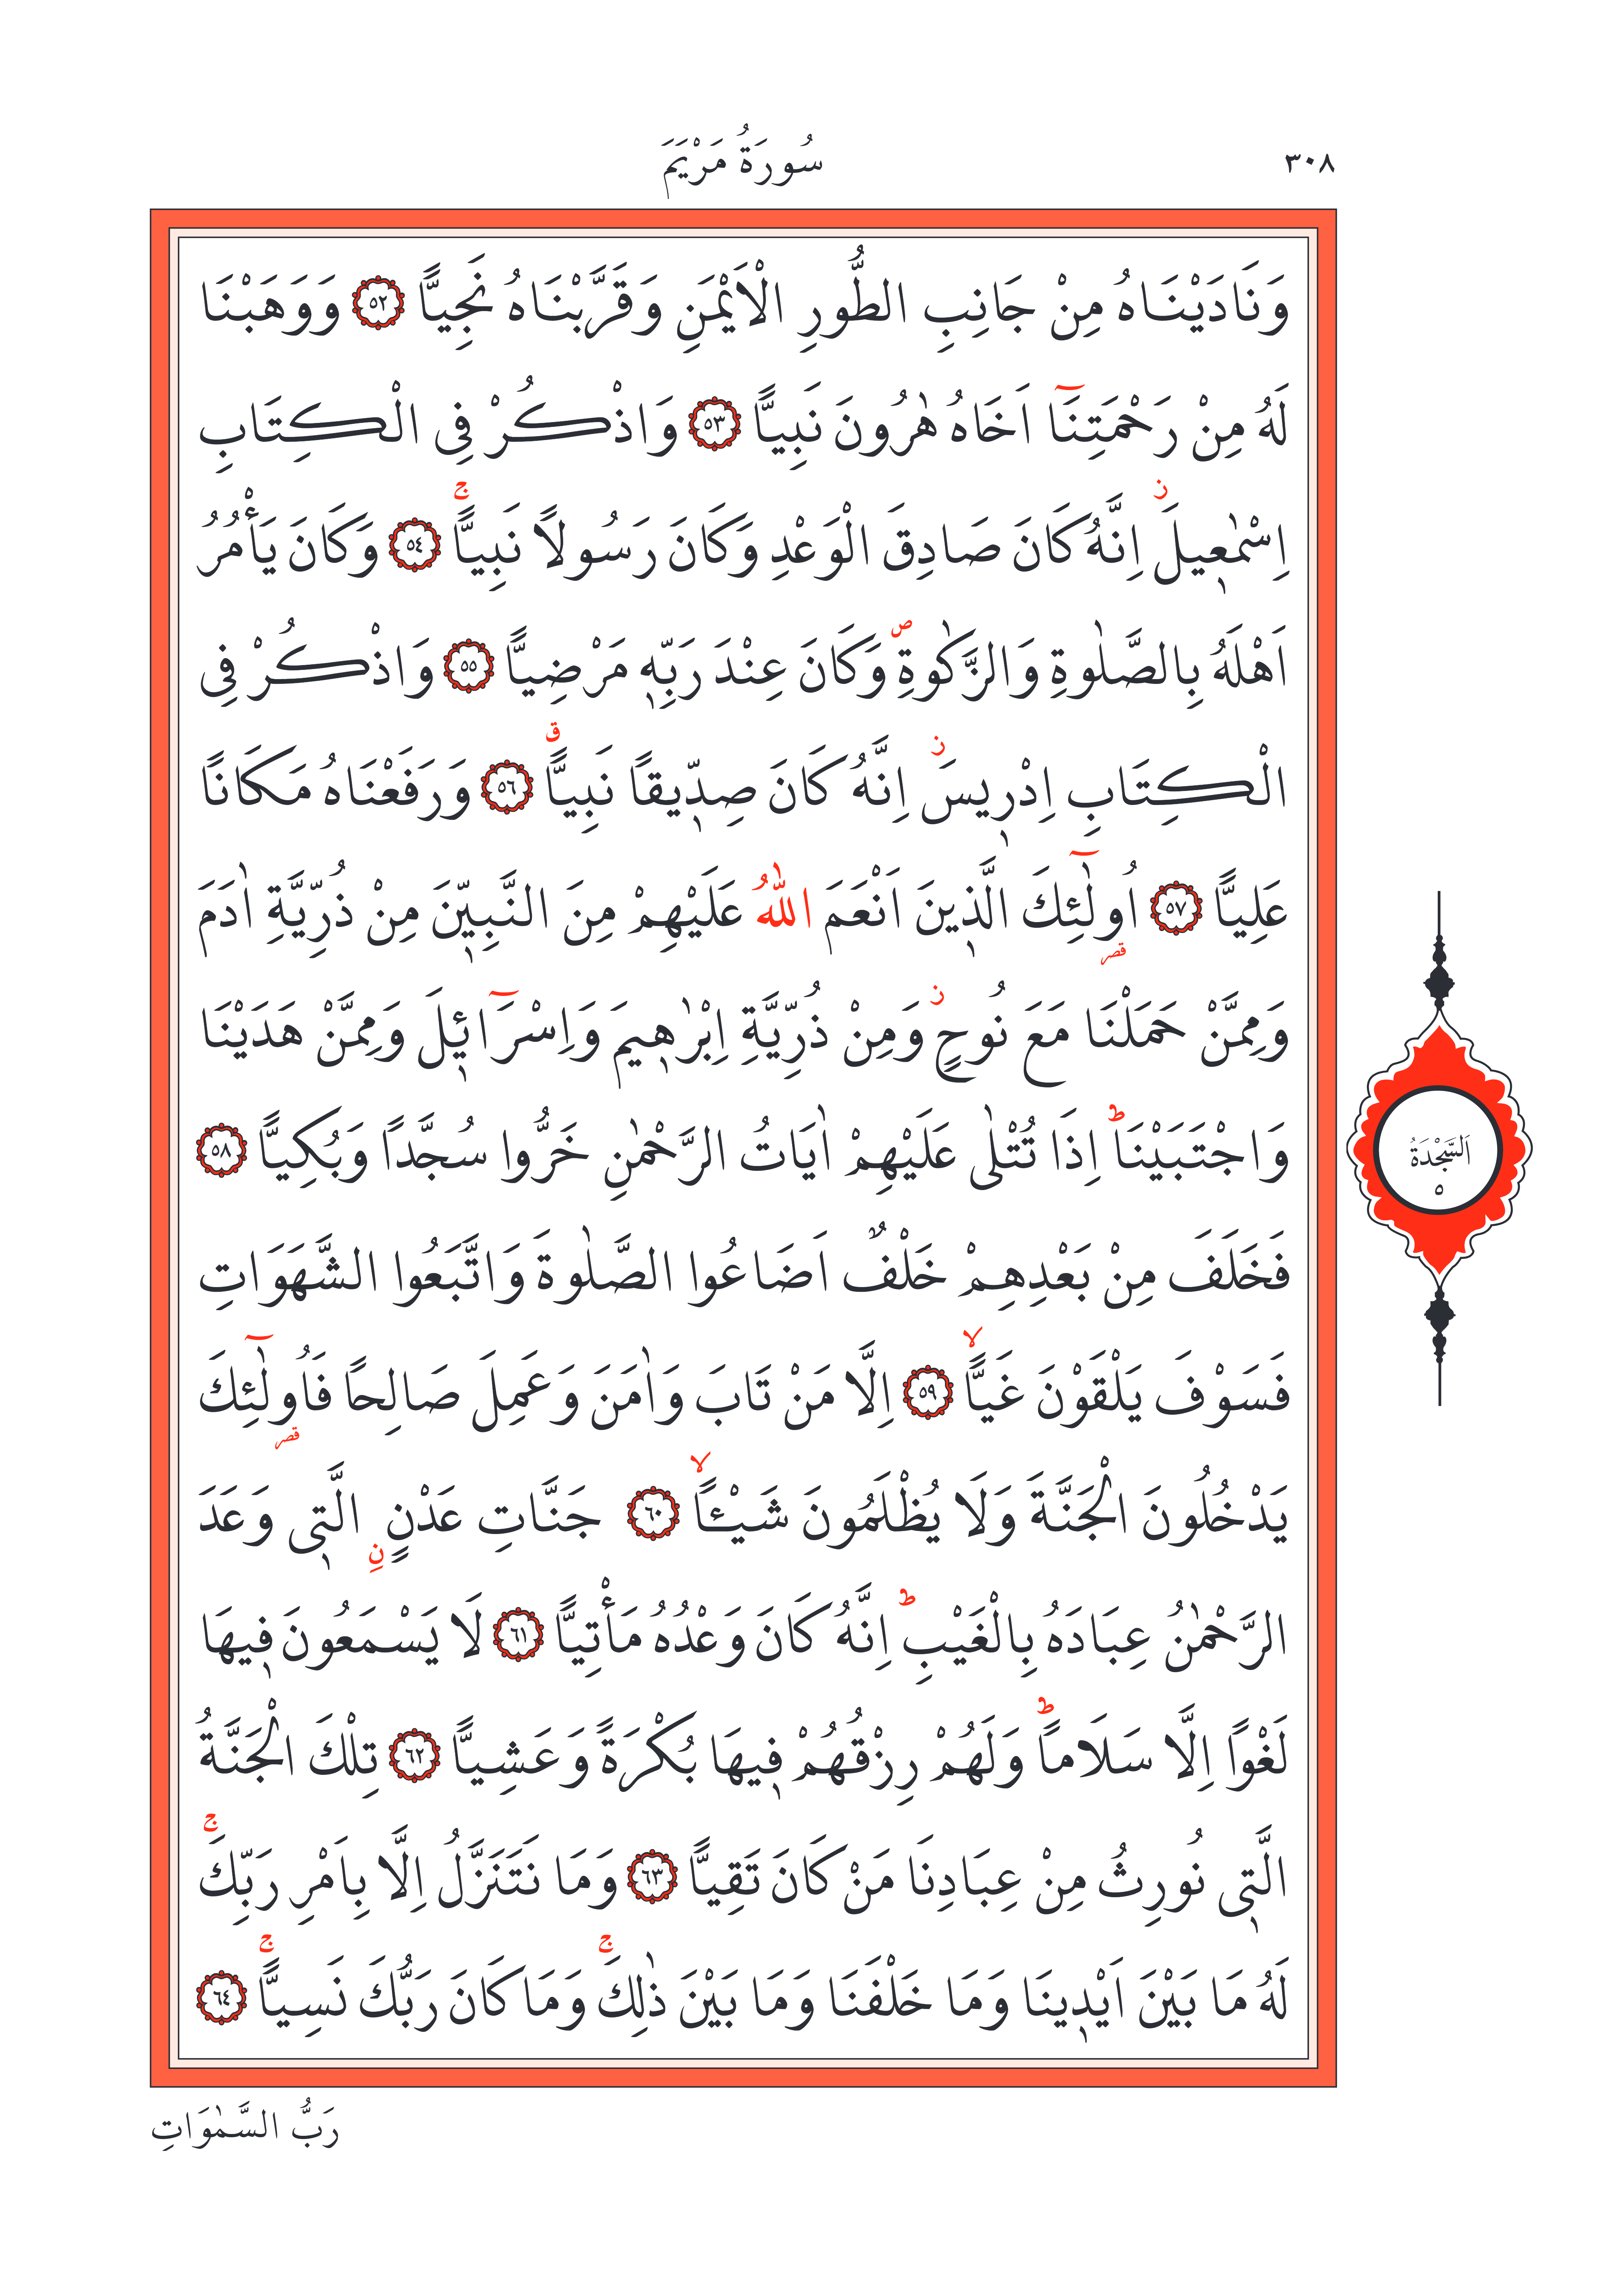 ٣٠٨
سُورَةُ مَرْيَمَ
وَنَادَيْنَاهُ مِنْ جَانِبِ الطُّورِ الْاَيْمَنِ وَقَرَّبْنَاهُ نَجِيًّا ﴿٥٢﴾ وَوَهَبْنَا
لَهُ مِنْ رَحْمَتِنَٓا اَخَاهُ هٰرُونَ نَبِيًّا ﴿٥٣﴾ وَاذْكُرْ فِى الْكِتَابِ
اِسْمٰع۪يلَۘ اِنَّهُ كَانَ صَادِقَ الْوَعْدِ وَكَانَ رَسُولًا نَبِيًّاۚ ﴿٥٤﴾ وَكَانَ يَأْمُرُ
اَهْلَهُ بِالصَّلٰوةِ وَالزَّكٰوةِۖ وَكَانَ عِنْدَ رَبِّه۪ مَرْضِيًّا ﴿٥٥﴾ وَاذْكُرْ فِى
الْكِتَابِ اِدْر۪يسَۘ اِنَّهُ كَانَ صِدّ۪يقًا نَبِيًّاۗ ﴿٥٦﴾ وَرَفَعْنَاهُ مَكَانًا
عَلِيًّا ﴿٥٧﴾ اُو۬لٰٓئِكَ الَّذ۪ينَ اَنْعَمَ اللّٰهُ عَلَيْهِمْ مِنَ النَّبِيّ۪نَ مِنْ ذُرِّيَّةِ اٰدَمَ
وَمِمَّنْ حَمَلْنَا مَعَ نُوحٍۘ وَمِنْ ذُرِّيَّةِ اِبْرٰه۪يمَ وَاِسْرَٓاء۪يلَ وَمِمَّنْ هَدَيْنَا
وَاجْتَبَيْنَاۜ اِذَا تُتْلٰى عَلَيْهِمْ اٰيَاتُ الرَّحْمٰنِ خَرُّوا سُجَّدًا وَبُكِيًّا ﴿٥٨﴾
اَلسَّجْدَةُ
٥
فَخَلَفَ مِنْ بَعْدِهِمْ خَلْفٌ اَضَاعُوا الصَّلٰوةَ وَاتَّبَعُوا الشَّهَوَاتِ
فَسَوْفَ يَلْقَوْنَ غَيًّاۙ ﴿٥٩﴾ اِلَّا مَنْ تَابَ وَاٰمَنَ وَعَمِلَ صَالِحًا فَاُو۬لٰٓئِكَ
يَدْخُلُونَ الْجَنَّةَ وَلَا يُظْلَمُونَ شَيْـًٔاۙ ﴿٦٠﴾ جَنَّاتِ عَدْنٍۨ الَّت۪ى وَعَدَ
الرَّحْمٰنُ عِبَادَهُ بِالْغَيْبِۜ اِنَّهُ كَانَ وَعْدُهُ مَأْتِيًّا ﴿٦١﴾ لَا يَسْمَعُونَ ف۪يهَا
لَغْوًا اِلَّا سَلَامًاۜ وَلَهُمْ رِزْقُهُمْ ف۪يهَا بُكْرَةً وَعَشِيًّا ﴿٦٢﴾ تِلْكَ الْجَنَّةُ
الَّت۪ى نُورِثُ مِنْ عِبَادِنَا مَنْ كَانَ تَقِيًّا ﴿٦٣﴾ وَمَا نَتَنَزَّلُ اِلَّا بِاَمْرِ رَبِّكَۚ
لَهُ مَا بَيْنَ اَيْد۪ينَا وَمَا خَلْفَنَا وَمَا بَيْنَ ذٰلِكَۚ وَمَا كَانَ رَبُّكَ نَسِيًّاۚ ﴿٦٤﴾
رَبُّ السَّمٰوَاتِ